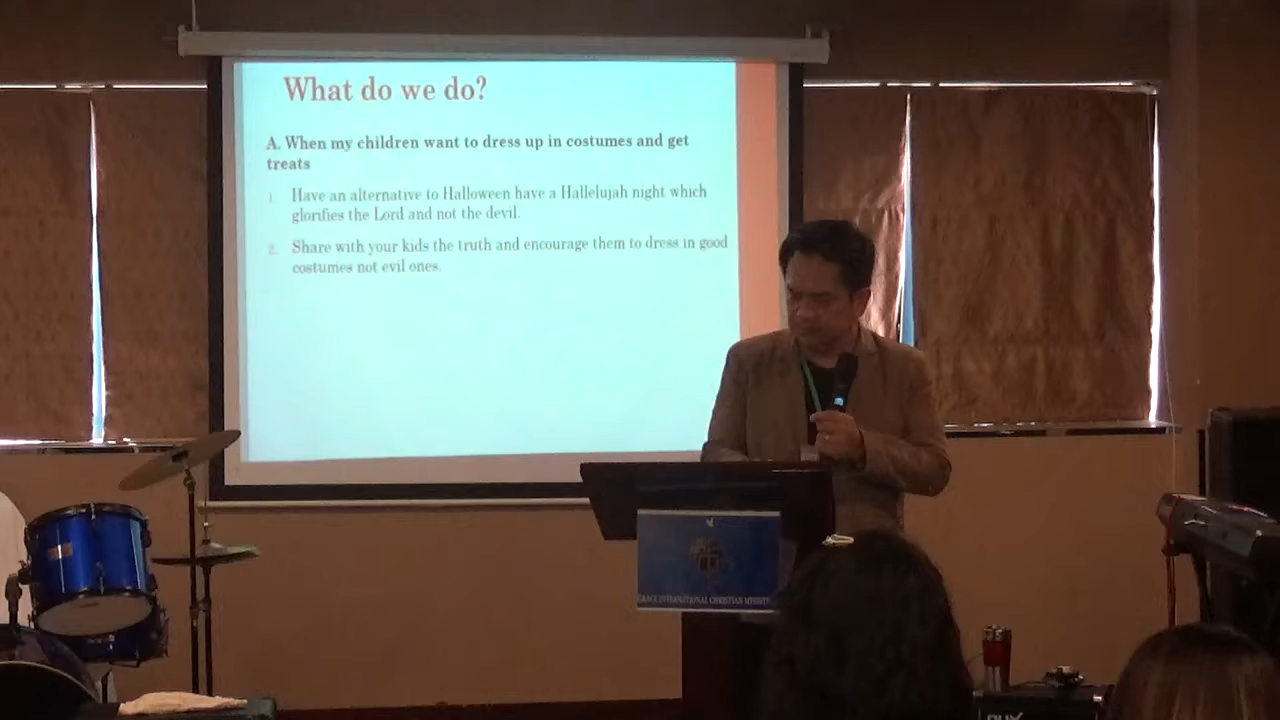 What do we do?
A. When my children want to dress up in costumes and get
treats
1. Have an alternative to Halloween have a Hallelujah night which
glorifies the Lord and not the devil.
2. Share with your kids the truth and encourage them to dress in good
costumes not evil ones.
INTERNATIONAL CHRISTIAN